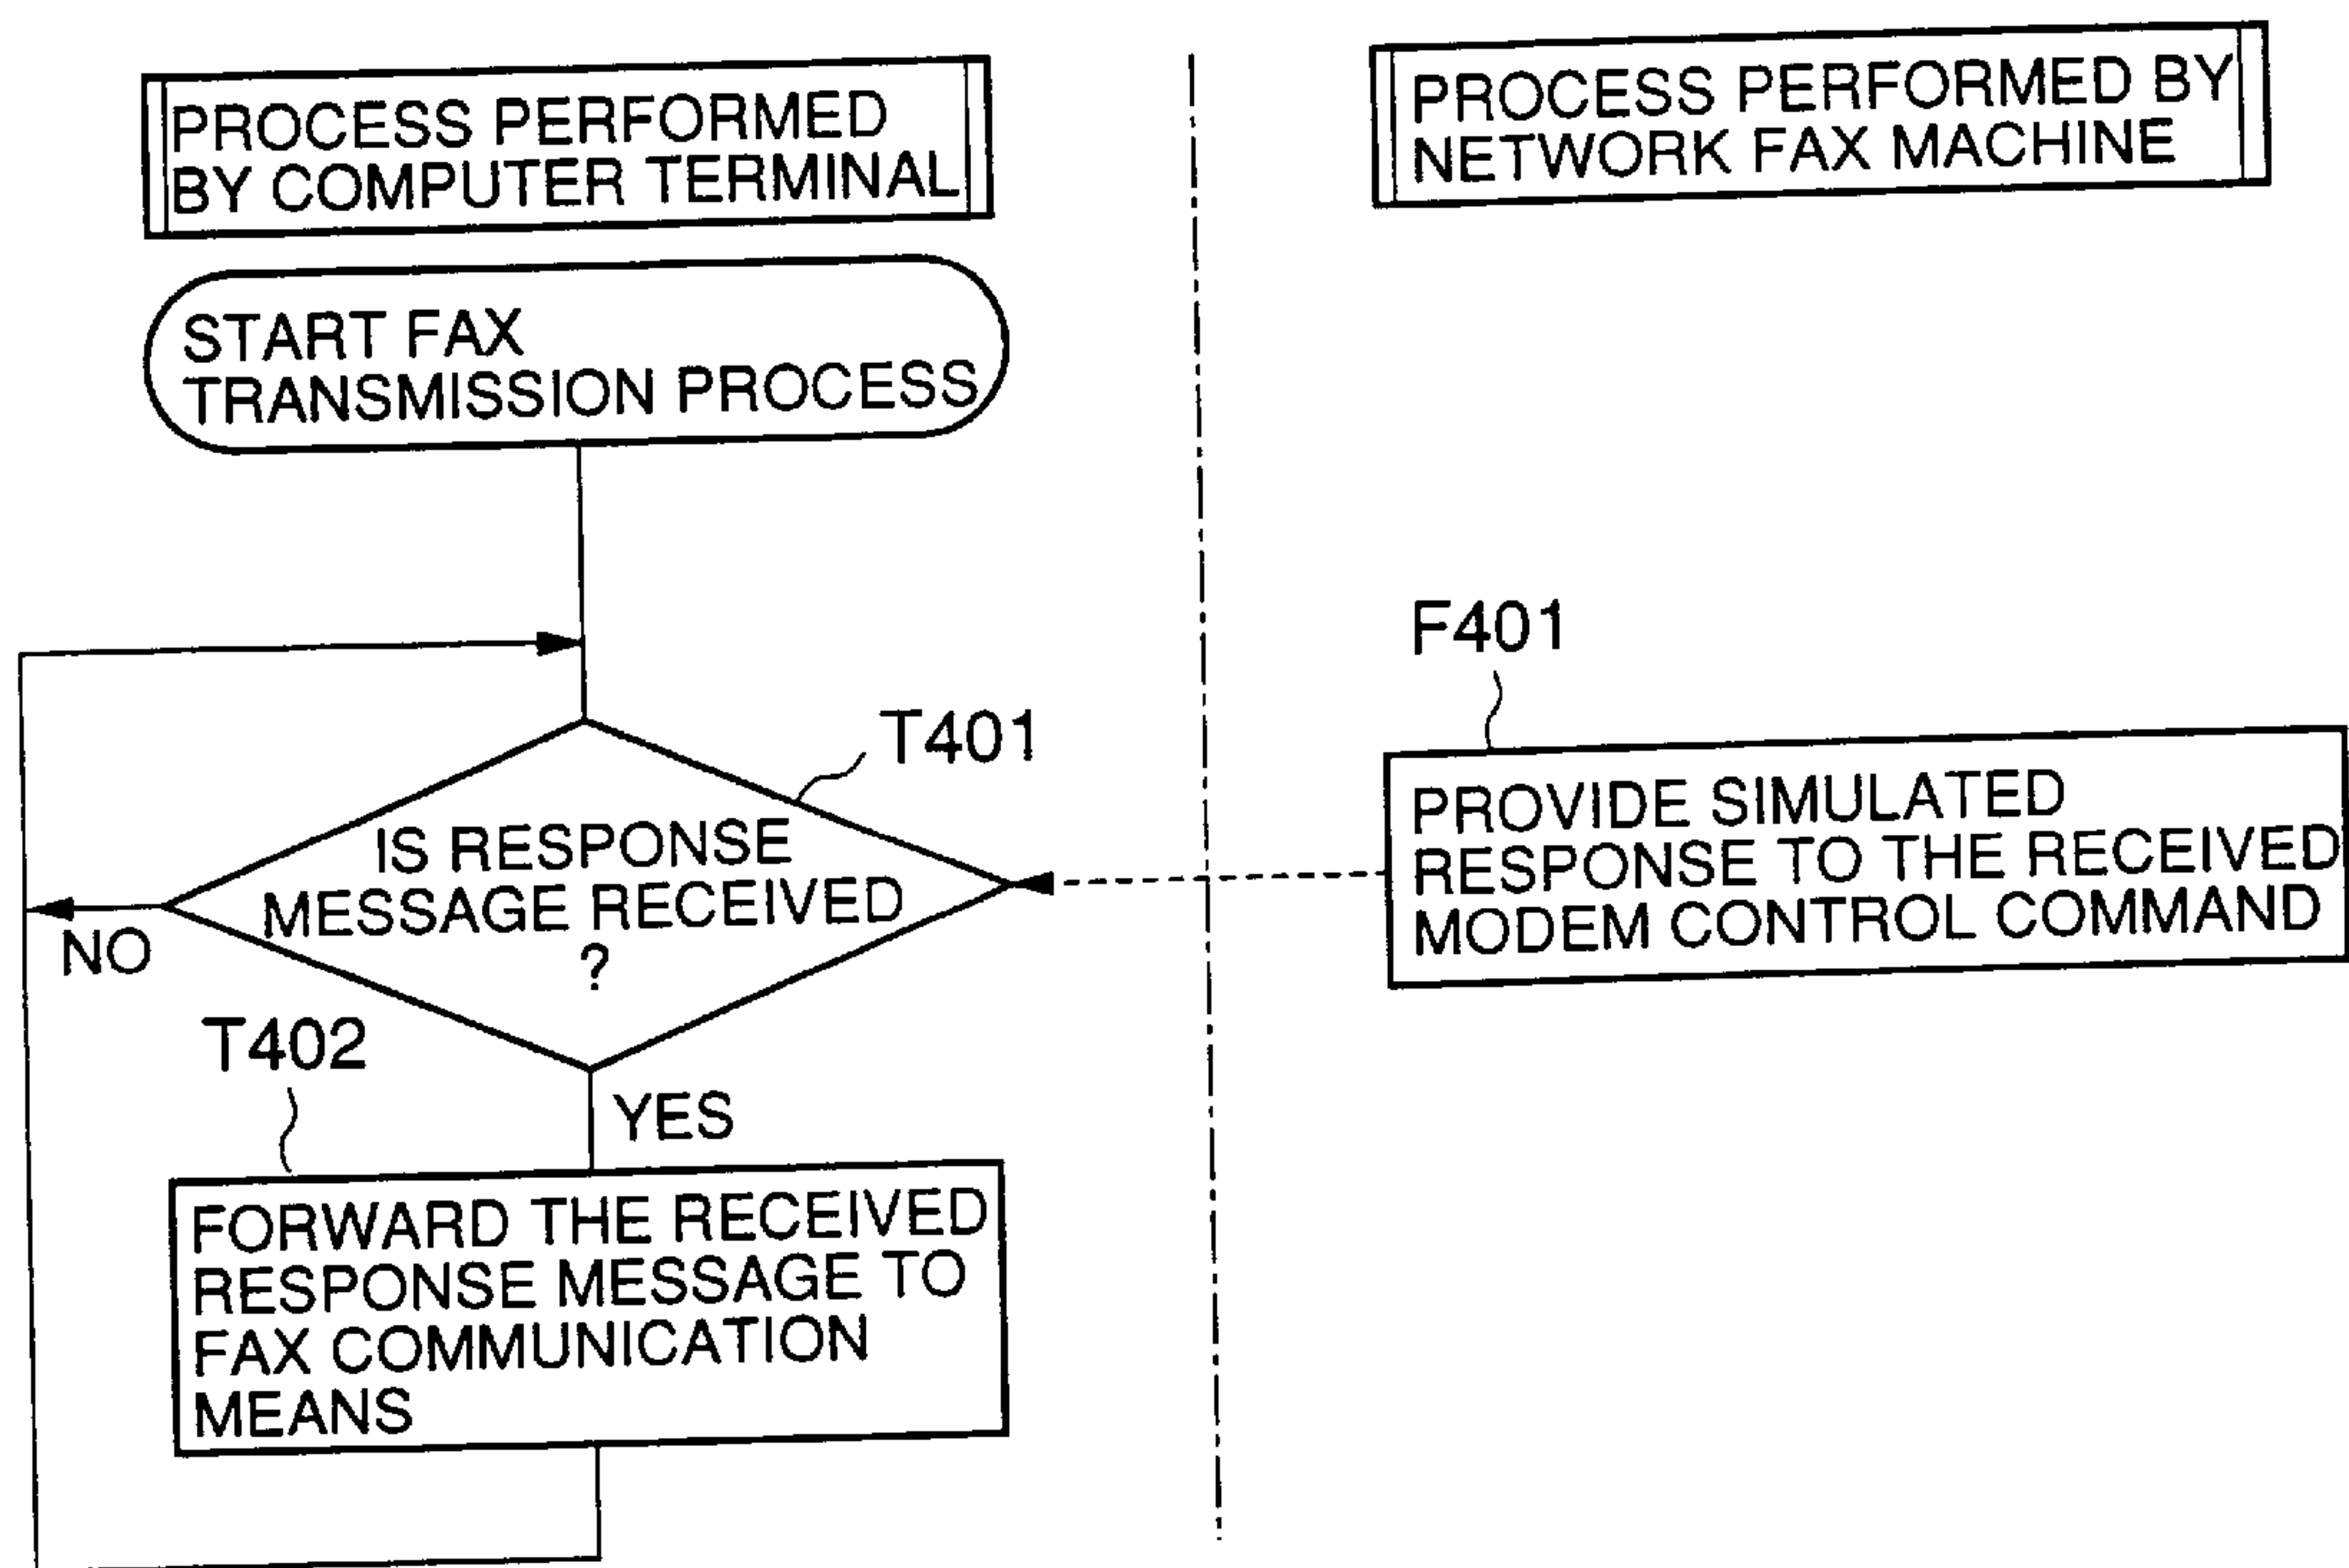 PROCESS PERFORMED
BY COMPUTER TERMINAL
PROCESS PERFORMED BY
NETWORK FAX MACHINE
START FAX
TRANSMISSION PROCESS
F401
T401
IS RESPONSE
MESSAGE RECEIVED
?
PROVIDE SIMULATED
RESPONSE TO THE RECEIVED
MODEM CONTROL COMMAND
NO
T402
YES
FORWARD THE RECEIVED
RESPONSE MESSAGE TO
FAX COMMUNICATION
MEANS